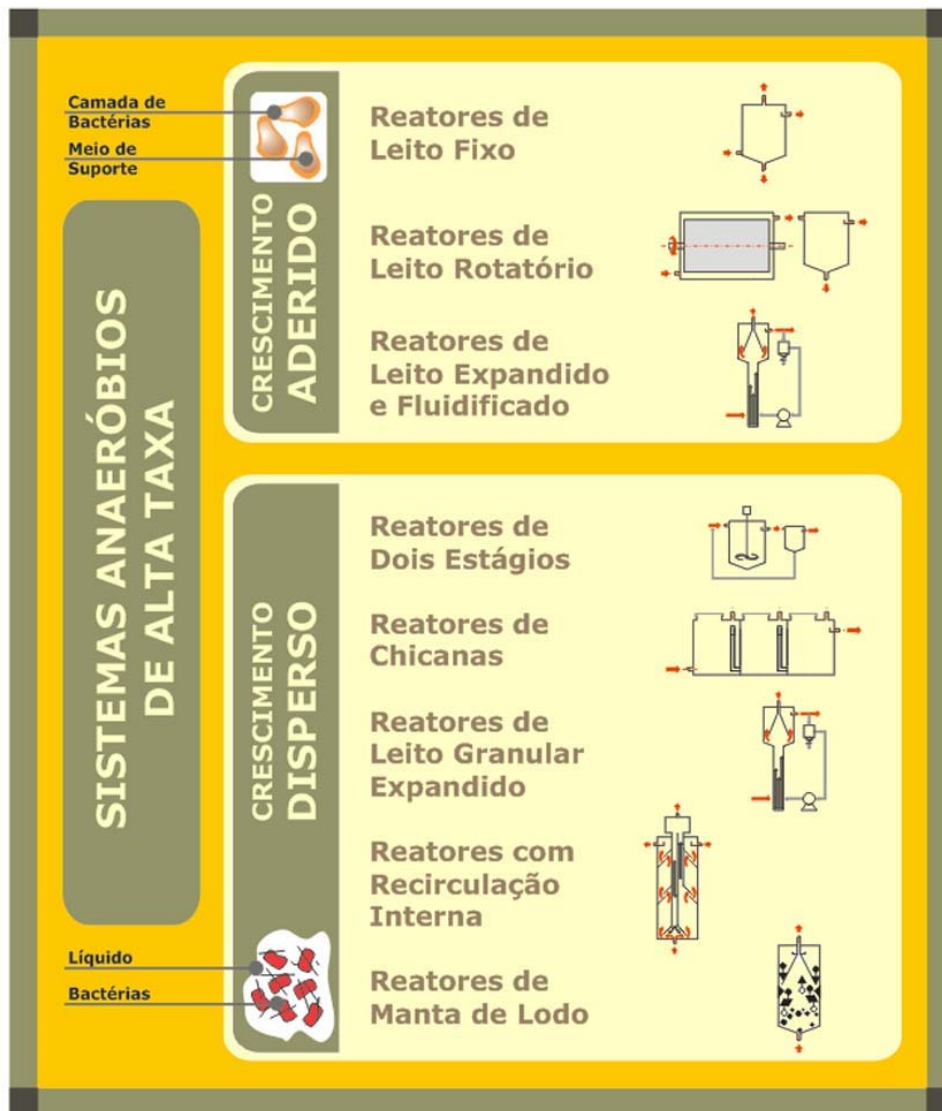 SISTEMAS ANAERÓBIOS
DE ALTA TAXA
Camada de
Bactérias
Meio de
Suporte
CRESCIMENTO
ADERIDO
Reatores de
Leito Fixo
Reatores de
Leito Rotatório
Reatores de
Leito Expandido
e Fluidificado
CRESCIMENTO
DISPERSO
Líquido
Bactérias
Reatores de
Dois Estágios
Reatores de
Chicanas
Reatores de
Leito Granular
Expandido
Reatores com
Recirculação
Interna
Reatores de
Manta de Lodo